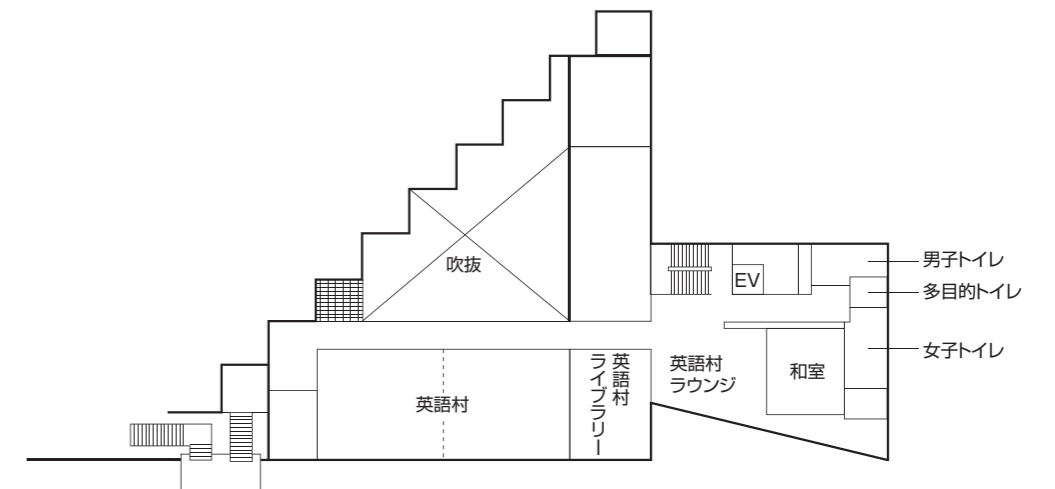 吹抜
EV
男子トイレ
多目的トイレ
女子トイレ
英語村
ライブラリー
英語村
ラウンジ
和室
英語村